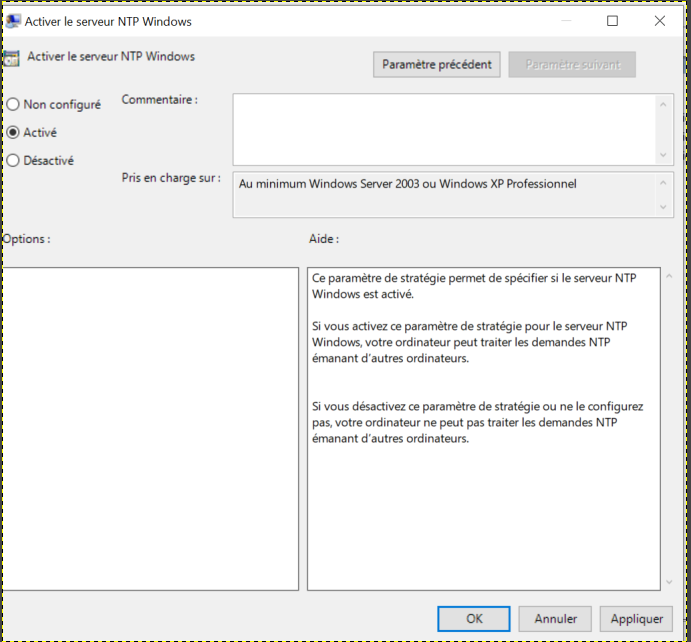 Activer le serveur NTP Windows
Activer le serveur NTP Windows
Paramètre précédent
Paramètre suivant
Non configuré
Commentaire :
Activé
Désactivé
Pris en charge sur :
Au minimum Windows Server 2003 ou Windows XP Professionnel
Options :
Aide :
Ce paramètre de stratégie permet de spécifier si le serveur NTP
Windows est activé.
Si vous activez ce paramètre de stratégie pour le serveur NTP
Windows, votre ordinateur peut traiter les demandes NTP
émanant d'autres ordinateurs.
Si vous désactivez ce paramètre de stratégie ou ne le configurez
pas, votre ordinateur ne peut pas traiter les demandes NTP
émanant d'autres ordinateurs.
OK
Annuler
Appliquer